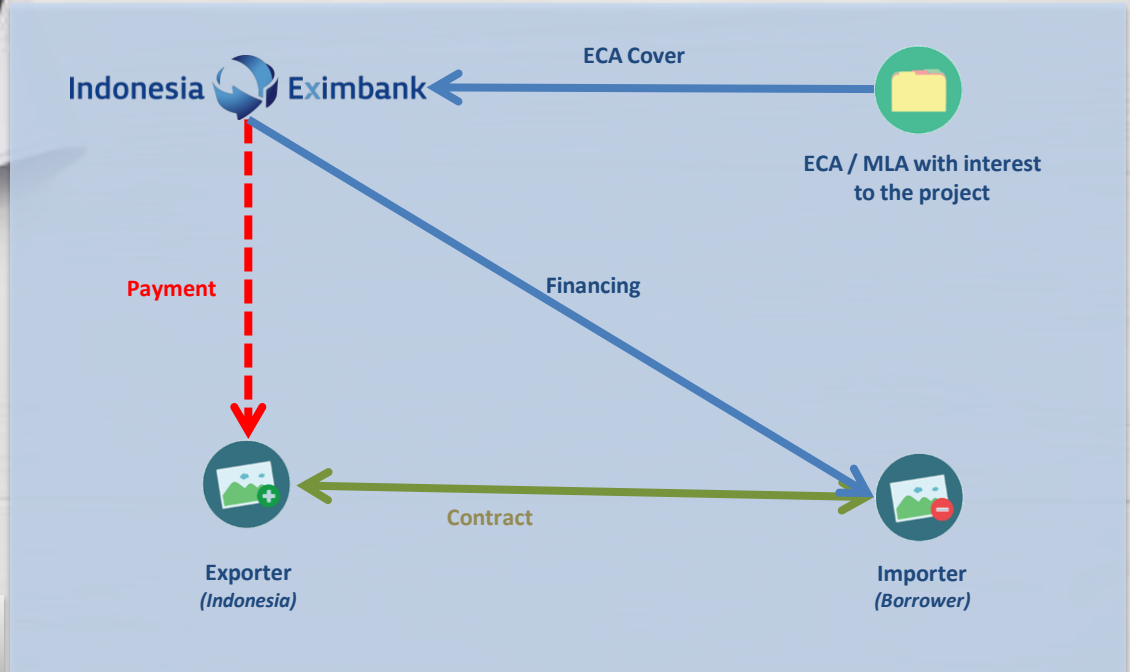 ECA Cover
Indonesia Eximbank
ECA / MLA with interest
to the project
Payment
Financing
Contract
Exporter
(Indonesia)
Importer
(Borrower)